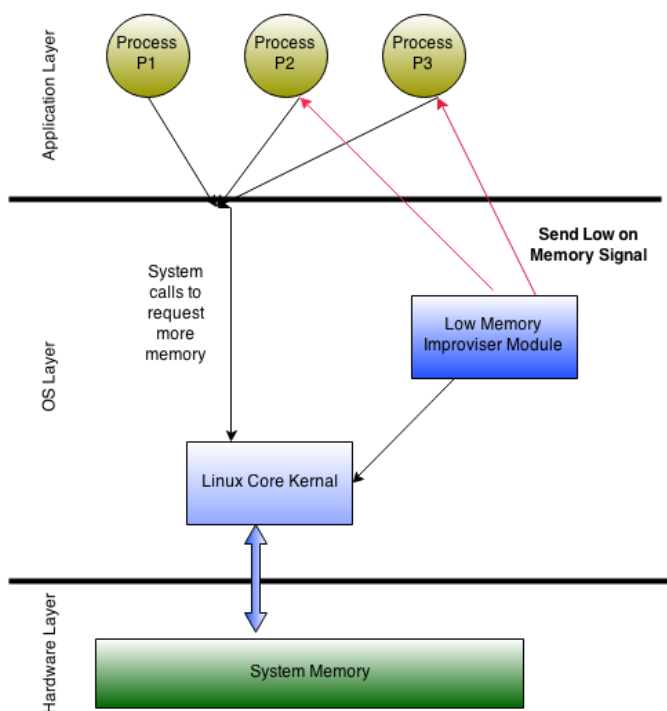 Application Layer
Process
P1
Process
P2
Process
P3
OS Layer
System
calls to
request
more
memory
Send Low on
Memory Signal
Low Memory
Improviser Module
Linux Core Kernal
Hardware Layer
System Memory